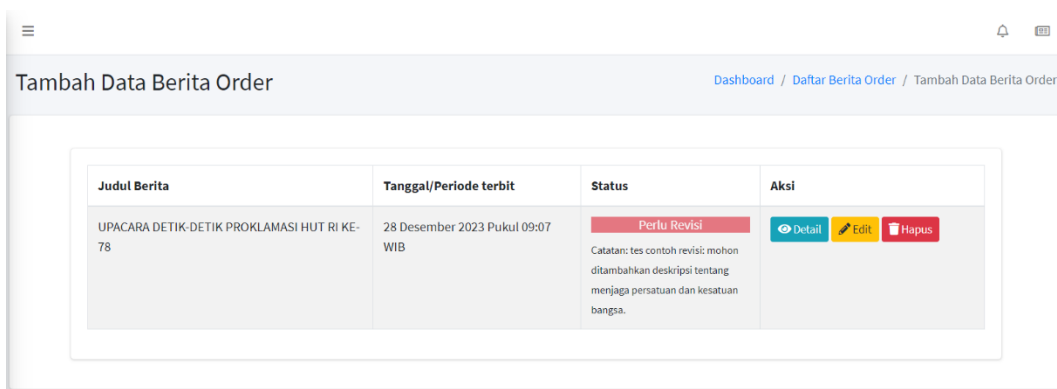 Tambah Data Berita Order
Dashboard / Daftar Berita Order / Tambah Data Berita Order
Judul Berita
Tanggal/Periode terbit
Status
Aksi
UPACARA DETIK-DETIK PROKLAMASI HUT RI KE-
78
28 Desember 2023 Pukul 09:07
WIB
Perlu Revisi
Catatan: tes contoh revisi: mohon
ditambahkan deskripsi tentang
menjaga persatuan dan kesatuan
bangsa.
Detail
Edit
Hapus